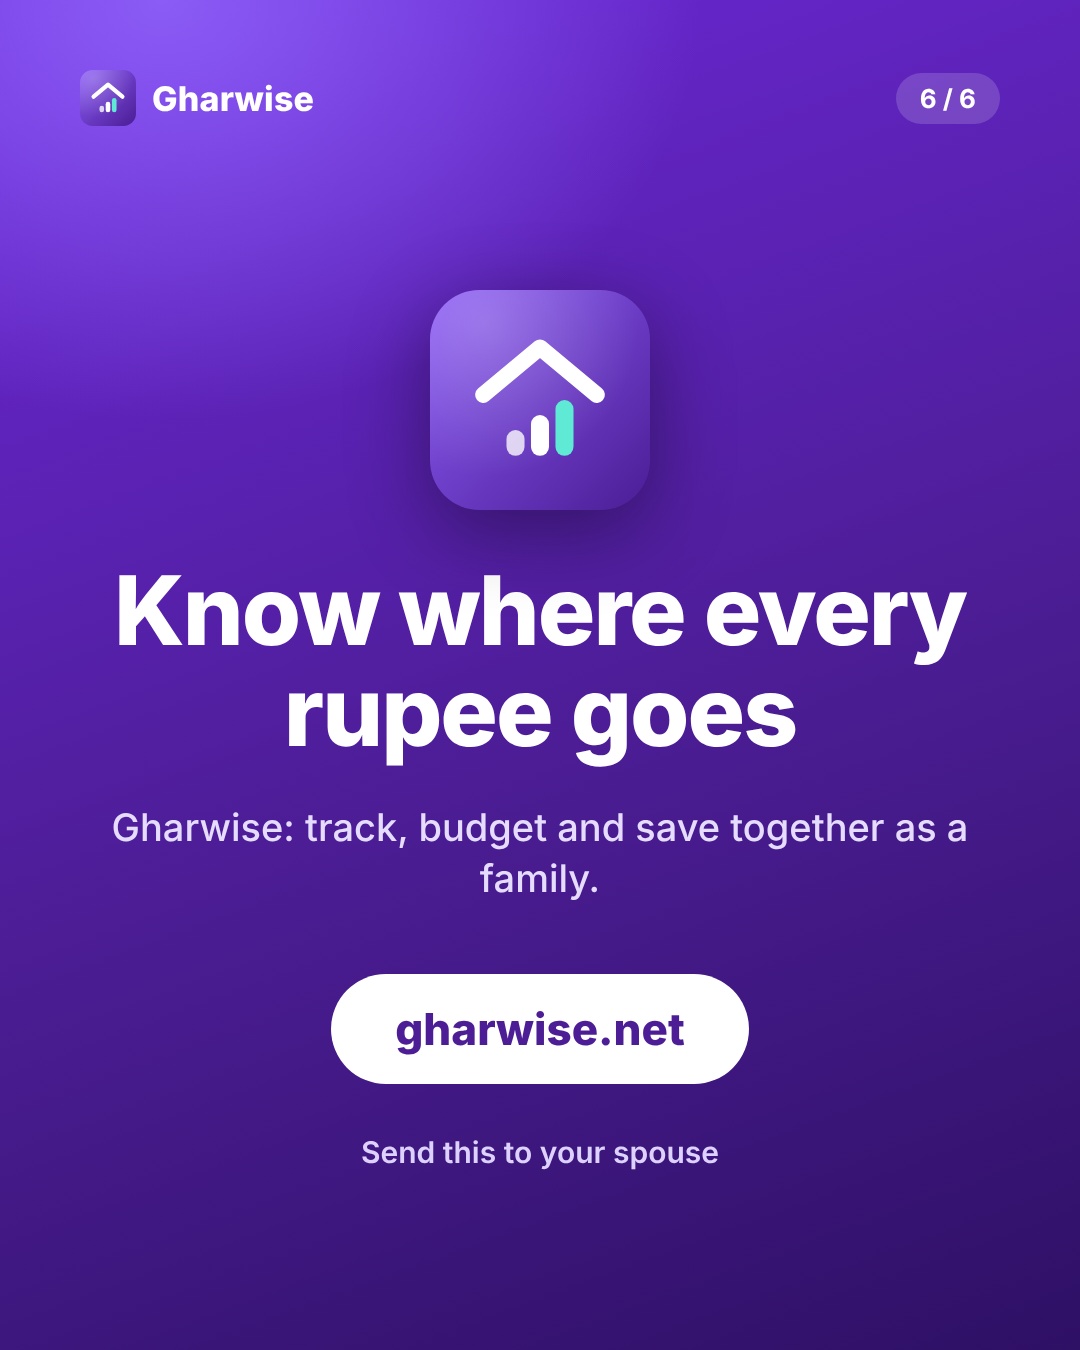 Gharwise
6 / 6
Know where every
rupee goes
Gharwise: track, budget and save together as a
family.
gharwise.net
Send this to your spouse